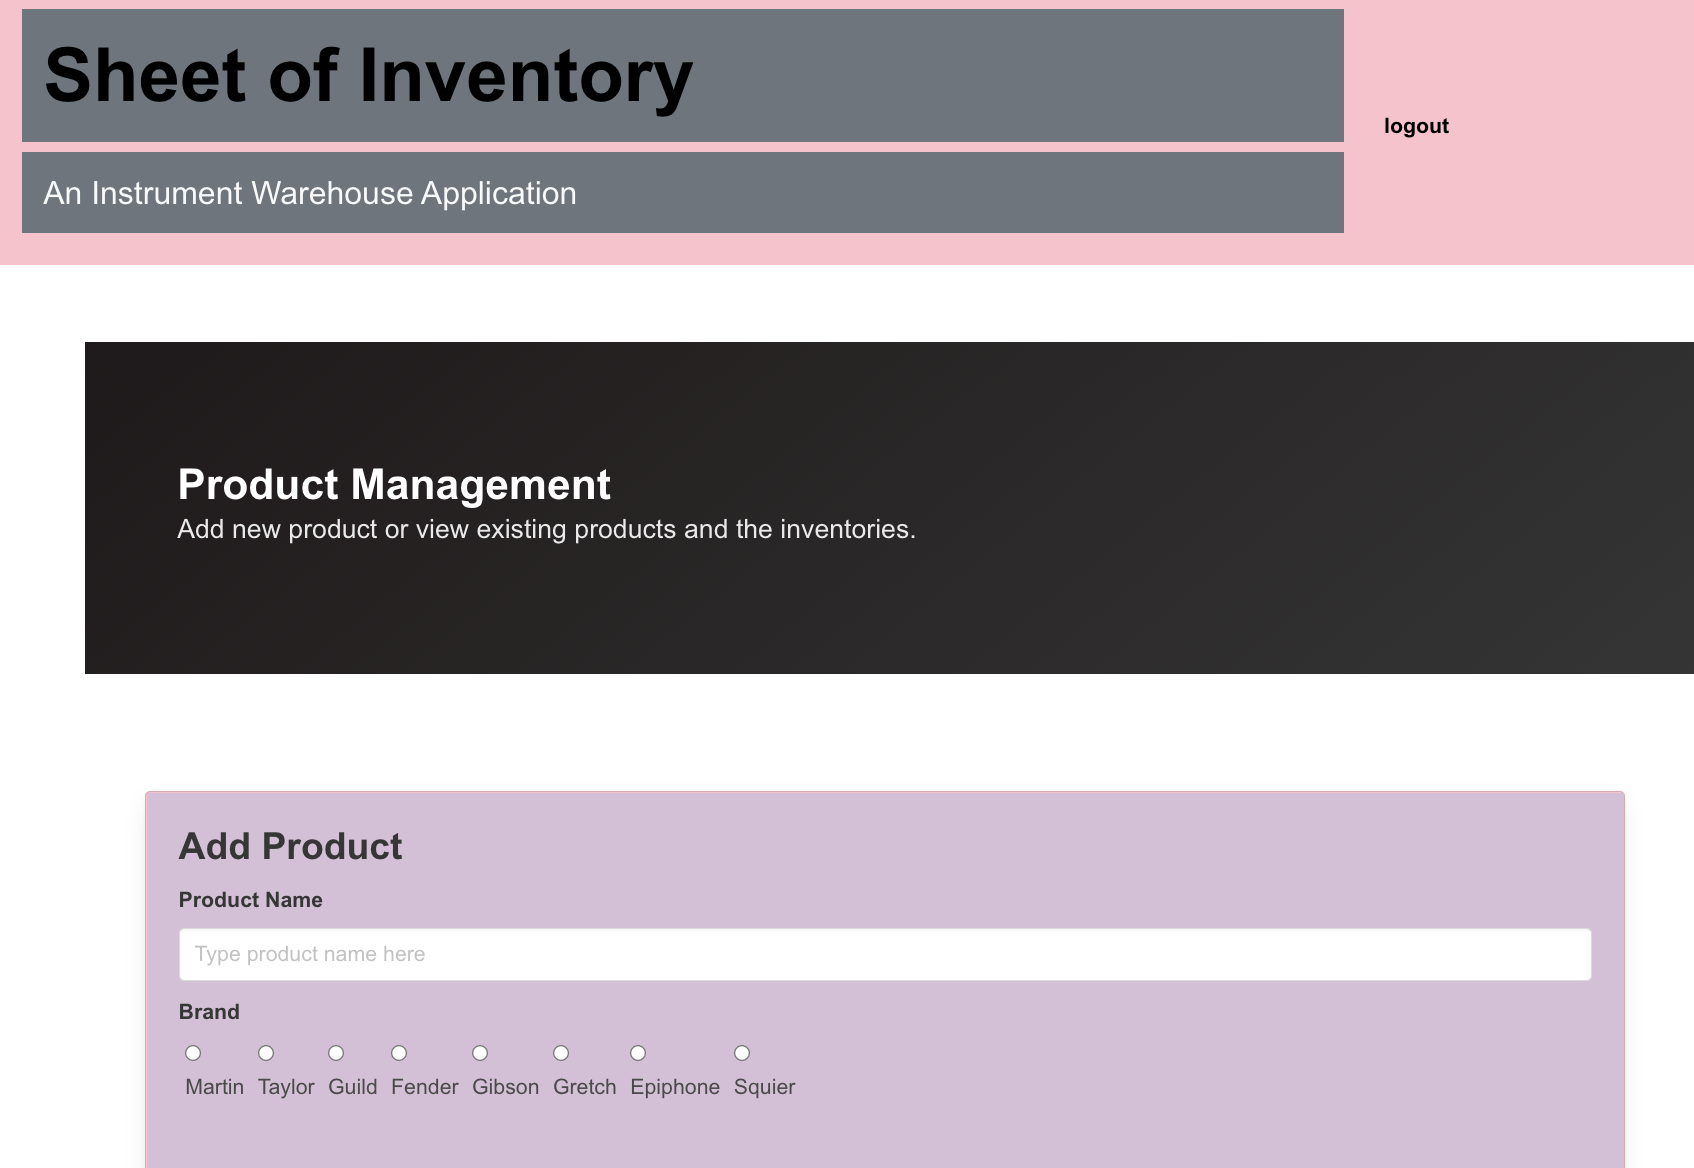 Sheet of Inventory
logout
An Instrument Warehouse Application
Product Management
Add new product or view existing products and the inventories.
Add Product
Product Name
Type product name here
Brand
Martin Taylor Guild Fender Gibson Gretch Epiphone Squier